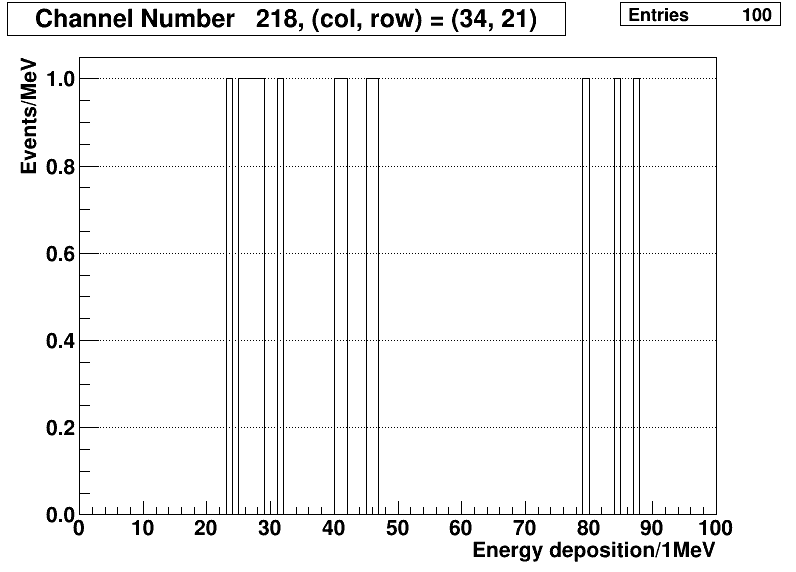 Channel Number 218, (col, row) = (34, 21)
Entries 100
Events/MeV
1.0
0.8
0.6
0.4
0.2
0.0
0 10 20 30 40 50 60 70 80 90 100
Energy deposition/1MeV